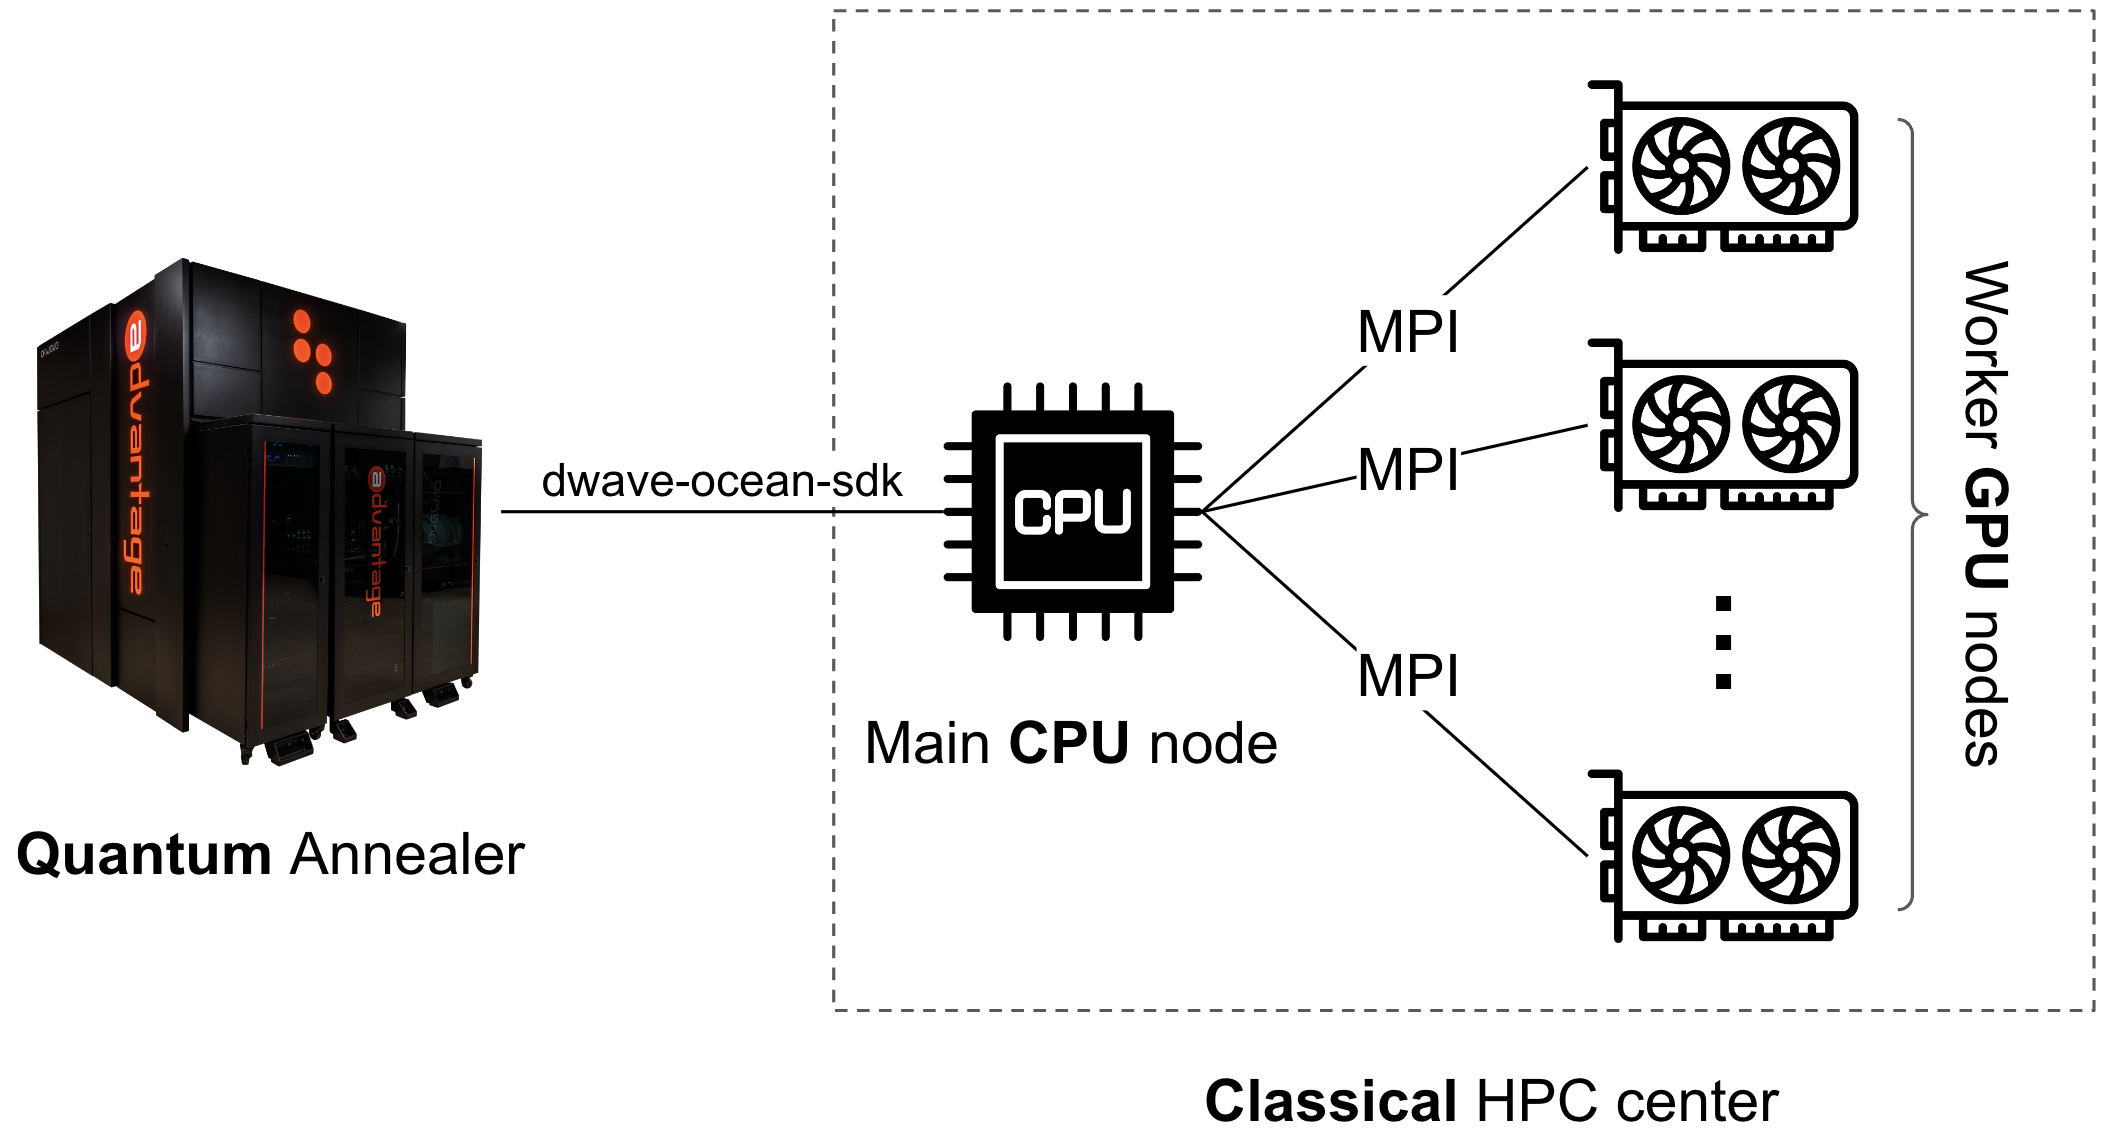 advantage
advantage
dwave-ocean-sdk
CPU
Main CPU node
MPI
MPI
MPI
Worker GPU nodes
Quantum Annealer
Classical HPC center